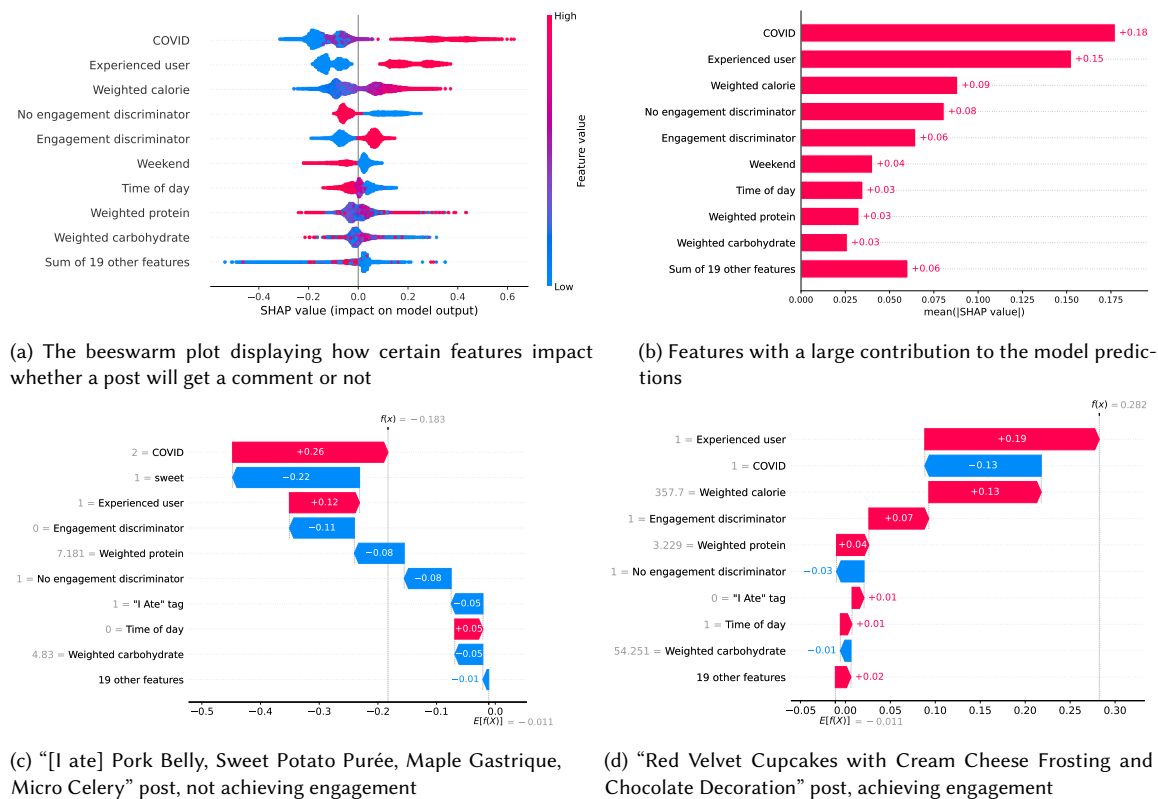 High
COVID
Experienced user
Weighted calorie
No engagement discriminator
Engagement discriminator
Weekend
Time of day
Weighted protein
Weighted carbohydrate
Sum of 19 other features
Feature value
Low
−0.4 −0.2 0.0 0.2 0.4 0.6
SHAP value (impact on model output)
COVID +0.18
Experienced user +0.15
Weighted calorie +0.09
No engagement discriminator +0.08
Engagement discriminator +0.06
Weekend +0.04
Time of day +0.03
Weighted protein +0.03
Weighted carbohydrate +0.03
Sum of 19 other features +0.06
0.000 0.025 0.050 0.075 0.100 0.125 0.150 0.175
mean(|SHAP value|)
(a) The beeswarm plot displaying how certain features impact
whether a post will get a comment or not
(b) Features with a large contribution to the model predic-
tions
f(x) = −0.183
2 = COVID +0.26
1 = sweet −0.22
1 = Experienced user +0.12
0 = Engagement discriminator −0.11
7.181 = Weighted protein −0.08
1 = No engagement discriminator −0.08
1 = "I Ate" tag −0.05
0 = Time of day +0.05
4.83 = Weighted carbohydrate −0.05
19 other features −0.01
−0.5 −0.4 −0.3 −0.2 −0.1 0.0
E[f(X)] = −0.011
f(x) = 0.282
1 = Experienced user +0.19
1 = COVID −0.13
357.7 = Weighted calorie +0.13
1 = Engagement discriminator +0.07
3.229 = Weighted protein +0.04
1 = No engagement discriminator −0.03
0 = "I Ate" tag +0.01
1 = Time of day +0.01
54.251 = Weighted carbohydrate −0.01
19 other features +0.02
−0.05 0.00 0.05 0.10 0.15 0.20 0.25 0.30
E[f(X)] = −0.011
(c) “[I ate] Pork Belly, Sweet Potato Purée, Maple Gastrique,
Micro Celery” post, not achieving engagement
(d) “Red Velvet Cupcakes with Cream Cheese Frosting and
Chocolate Decoration” post, achieving engagement